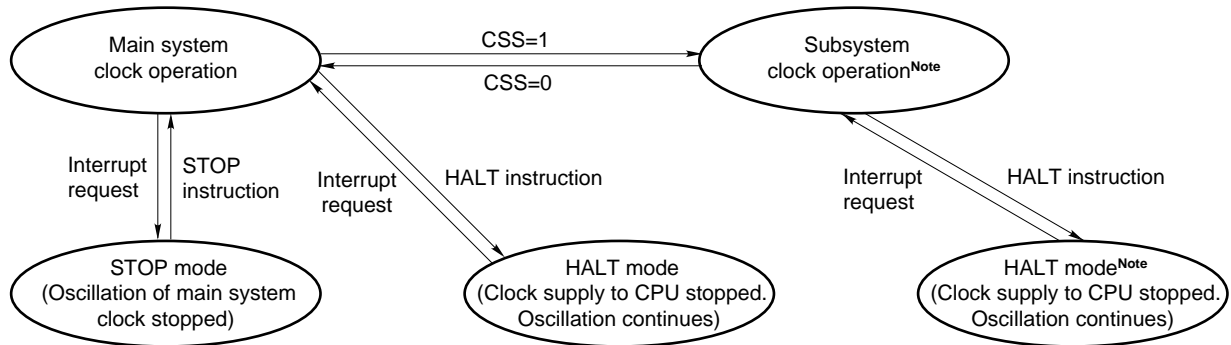 Main system
clock operation
CSS=1
CSS=0
Subsystem
clock operationNote
Interrupt
request
STOP
instruction
Interrupt
request
HALT instruction
Interrupt
request
HALT instruction
STOP mode
(Oscillation of main system
clock stopped)
HALT mode
(Clock supply to CPU stopped.
Oscillation continues)
HALT modeNote
(Clock supply to CPU stopped.
Oscillation continues)